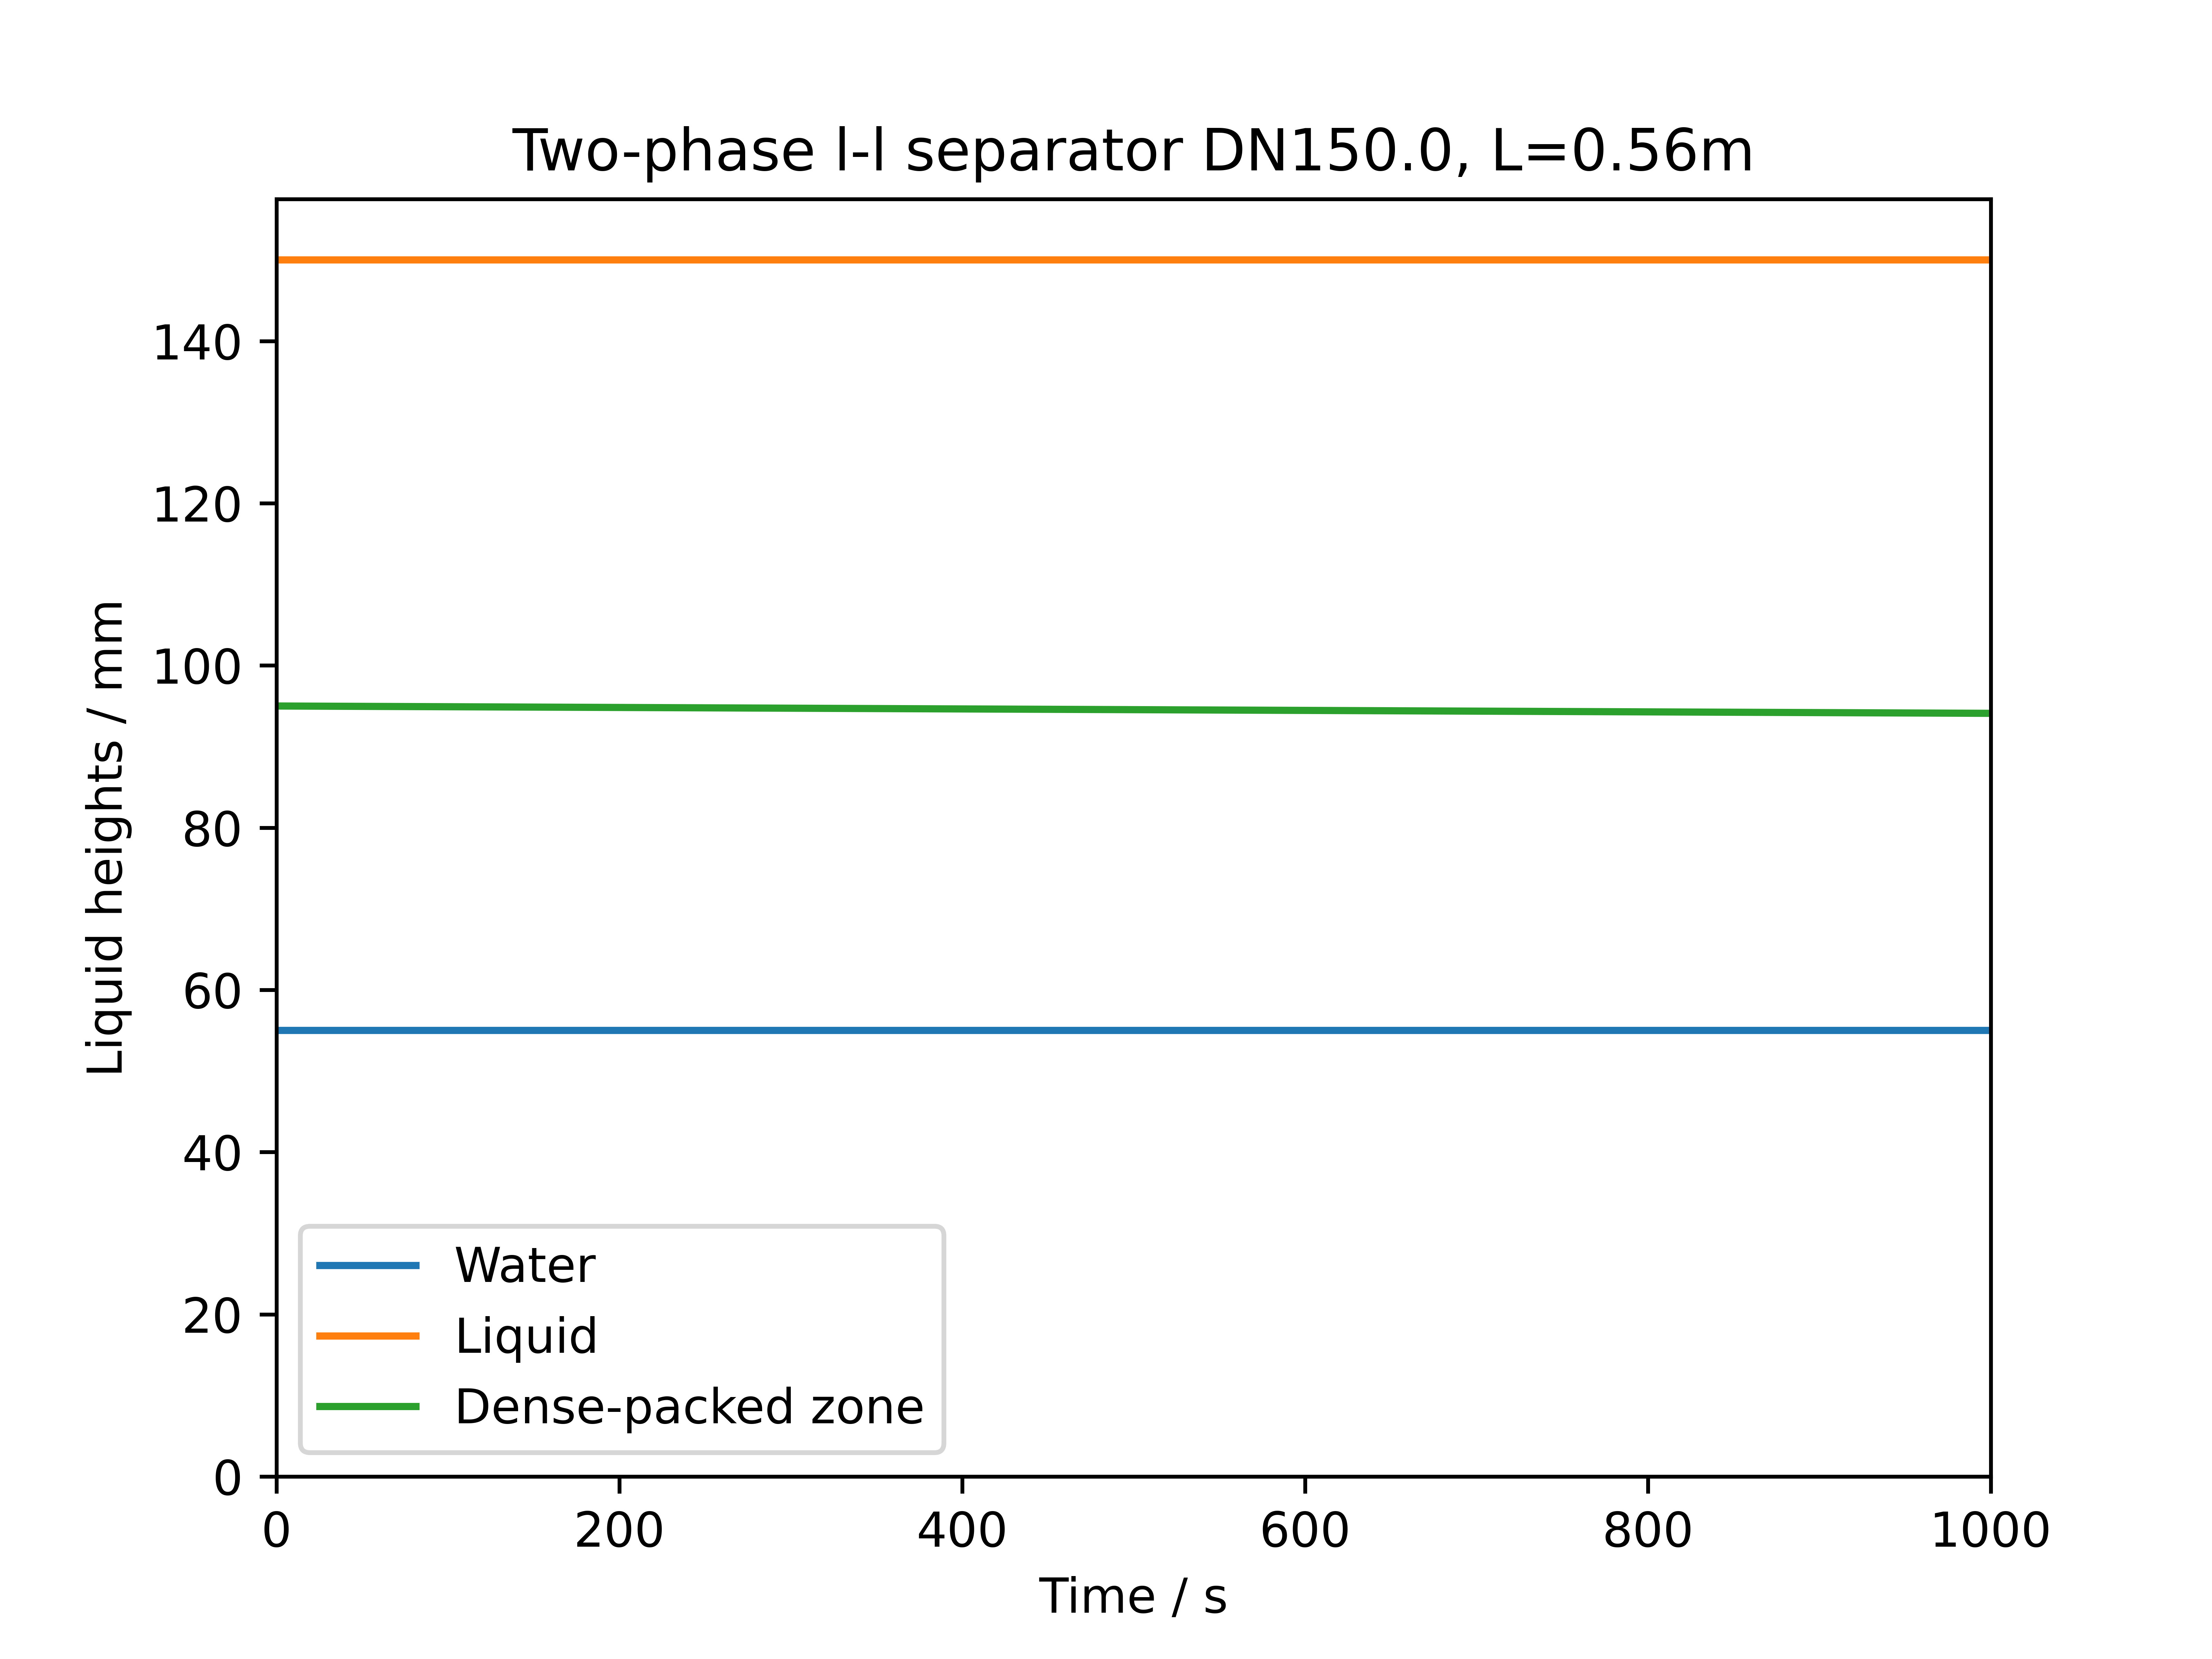 Two-phase l-l separator DN150.0, L=0.56m
Liquid heights / mm
140
120
100
80
60
40
20
0
Water
Liquid
Dense-packed zone
0 200 400 600 800 1000
Time / s